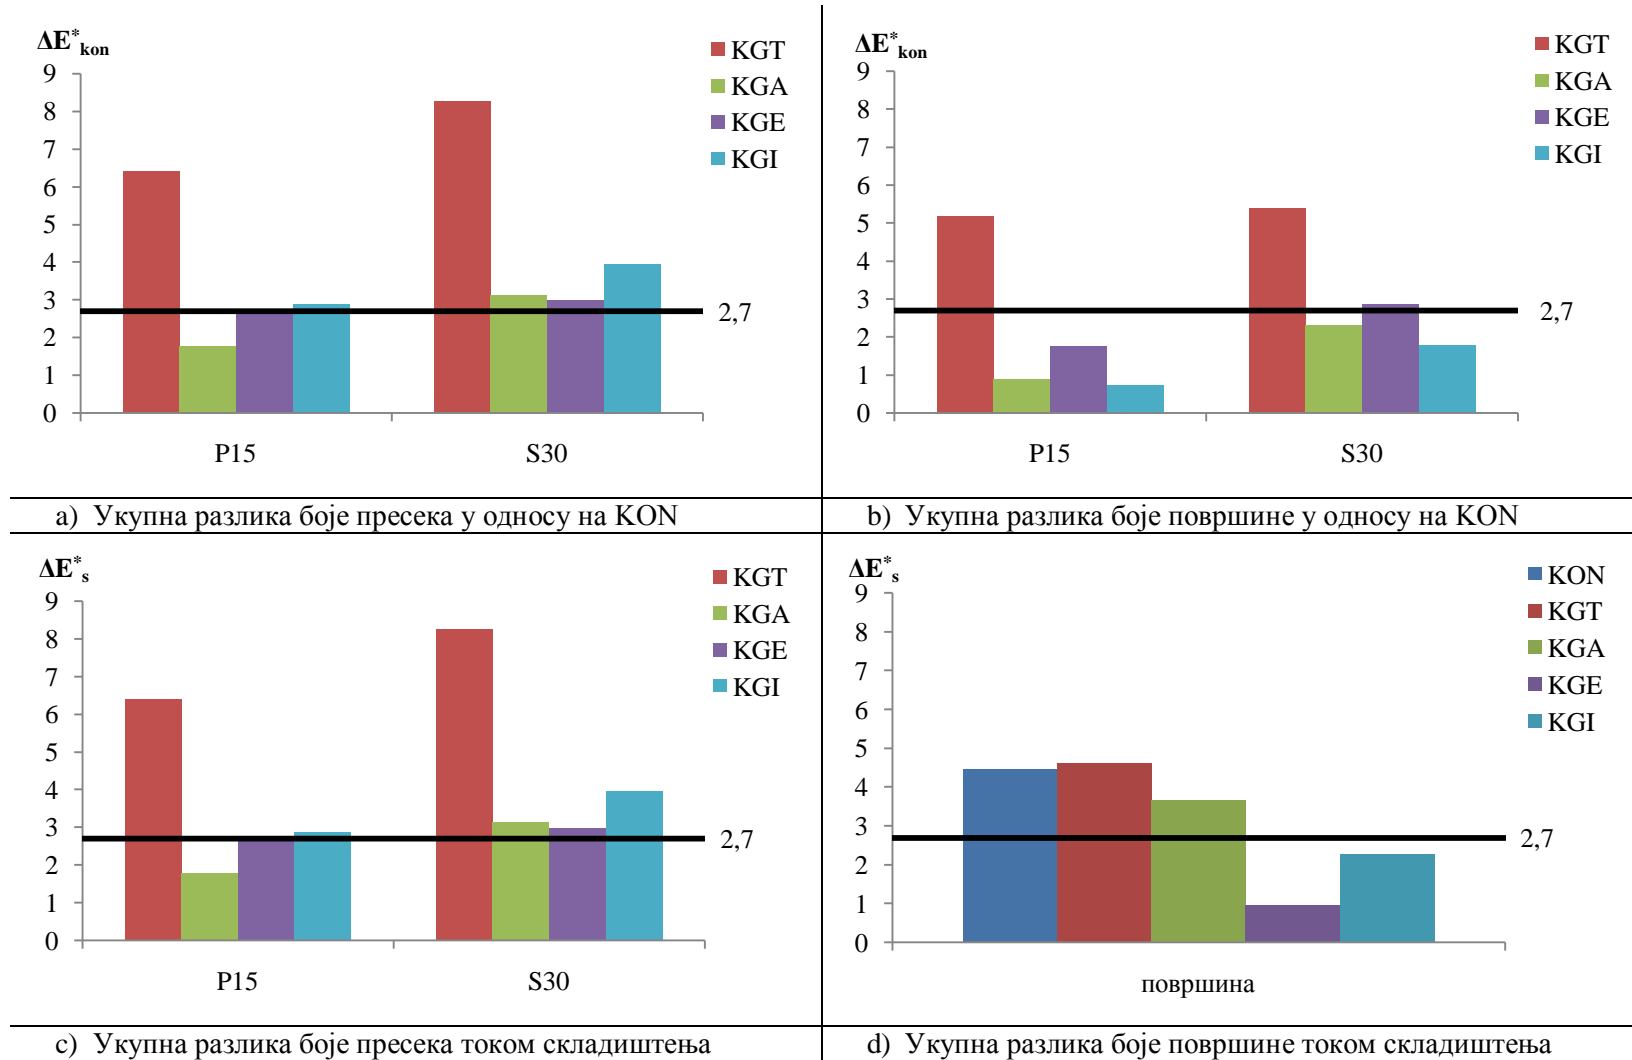 ΔE*kon
9
8
7
6
5
4
3
2
1
0
KGT
KGA
KGE
KGI
2,7
P15 S30
a) Укупна разлика боје пресека у односу на KON
ΔE*kon
9
8
7
6
5
4
3
2
1
0
KGT
KGA
KGE
KGI
2,7
P15 S30
b) Укупна разлика боје површине у односу на KON
ΔE*s
9
8
7
6
5
4
3
2
1
0
KGT
KGA
KGE
KGI
2,7
P15 S30
c) Укупна разлика боје пресека током складиштења
ΔE*s
9
8
7
6
5
4
3
2
1
0
KON
KGT
KGA
KGE
KGI
2,7
површина
d) Укупна разлика боје површине током складиштења